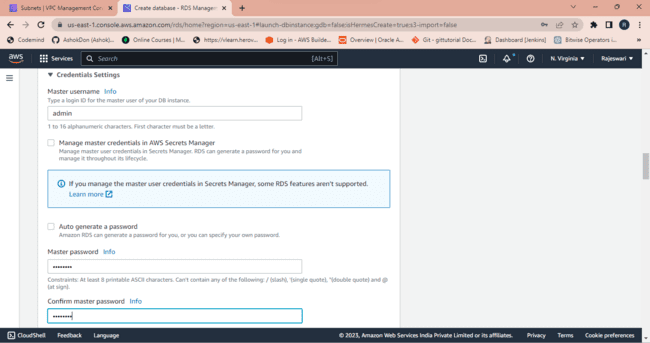 Subnets | VPC Management Con
Create database - RDS Manager
us-east-1.console.aws.amazon.com/rds/home?region=us-east-1#launch-dbinstance:gdb=false;isHermesCreate=true;s3-import=false
Codemind
AshokDon (Ashok)...
Online Courses | M...
https://vlearn.herov...
Log in - AWS Builde...
Overview | Oracle A...
Git - gittutorial Doc...
Dashboard [Jenkins]
Bitwise Operators i...
aws
Services
Search
[Alt+S]
N. Virginia
Rajeswari
Credentials Settings
Master username Info
Type a login ID for the master user of your DB instance.
admin
1 to 16 alphanumeric characters. First character must be a letter.
Manage master credentials in AWS Secrets Manager
Manage master user credentials in Secrets Manager. RDS can generate a password for you and
manage it throughout its lifecycle.
If you manage the master user credentials in Secrets Manager, some RDS features aren't supported.
Learn more
Auto generate a password
Amazon RDS can generate a password for you, or you can specify your own password.
Master password Info
••••••••
Constraints: At least 8 printable ASCII characters. Can't contain any of the following: / (slash), '(single quote), "(double quote) and @
(at sign).
Confirm master password Info
••••••••
CloudShell Feedback Language
© 2023, Amazon Web Services India Private Limited or its affiliates. Privacy Terms Cookie preferences